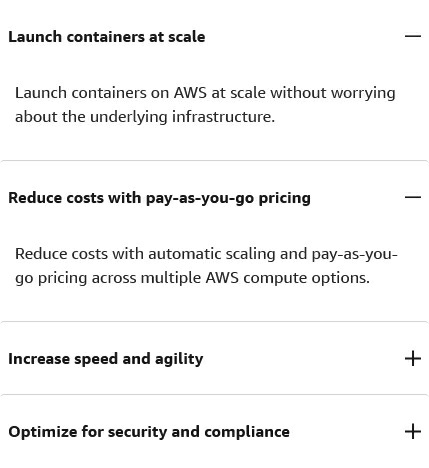 Launch containers at scale
Launch containers on AWS at scale without worrying
about the underlying infrastructure.
Reduce costs with pay-as-you-go pricing
Reduce costs with automatic scaling and pay-as-you-
go pricing across multiple AWS compute options.
Increase speed and agility
Optimize for security and compliance